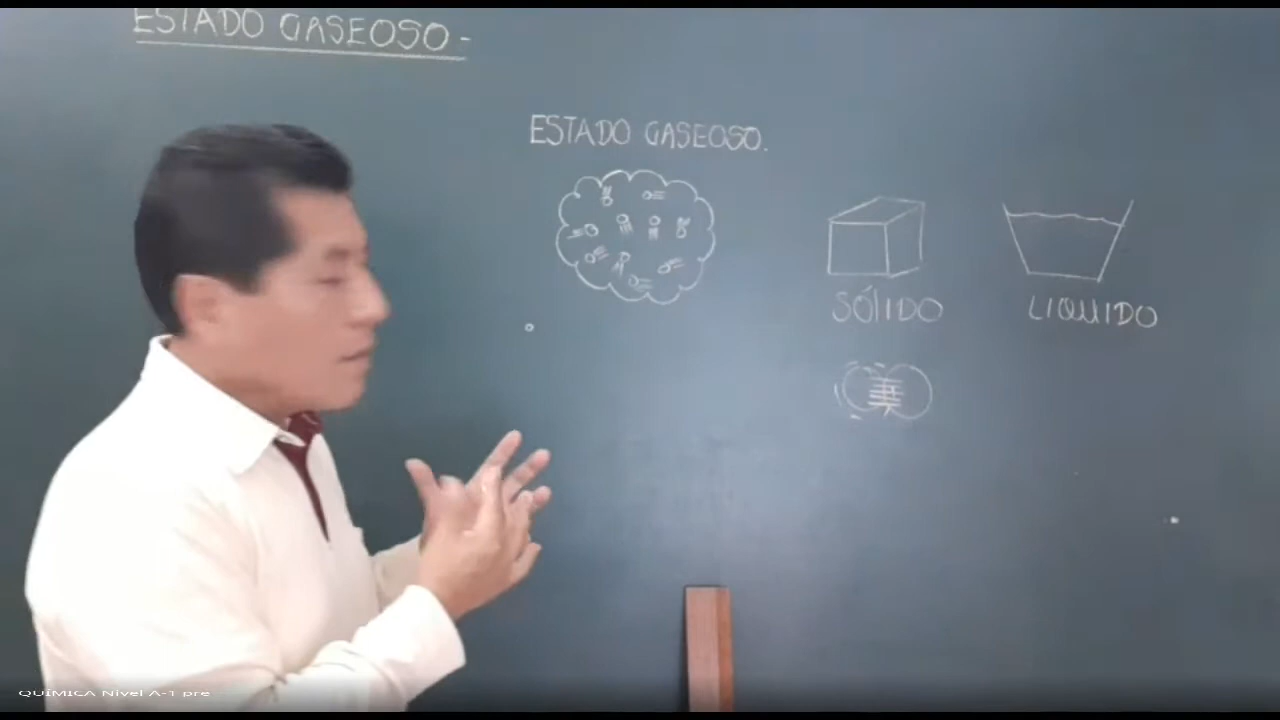 ESTADO GASEOSO.-
ESTADO GASEOSO.
SÓLIDO
LIQUIDO
QUÍMICA Nivel A-1 pre